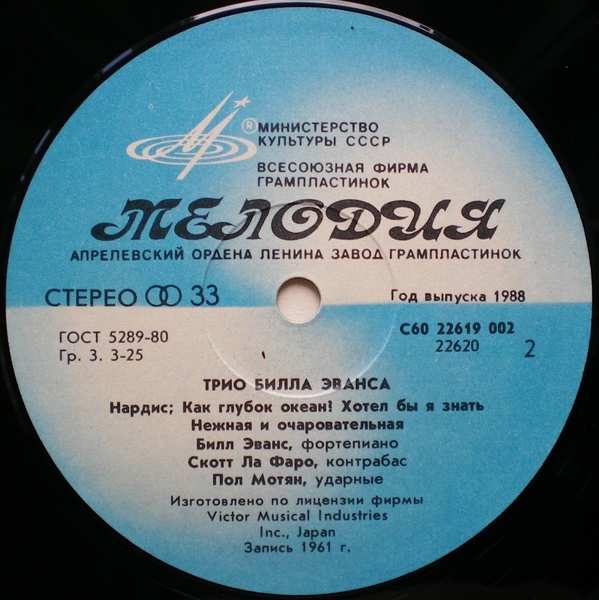 ® МИНИСТЕРСТВО
КУЛЬТУРЫ СССР
ВСЕСОЮЗНАЯ ФИРМА
ГРАМПЛАСТИНОК
МЕЛОДИЯ
АПРЕЛЕВСКИЙ ОРДЕНА ЛЕНИНА ЗАВОД ГРАМПЛАСТИНОК
СТЕРЕО 33
Год выпуска 1988
ГОСТ 5289-80
Гр. 3. 3-25
С60 22619 002
22620
2
ТРИО БИЛЛА ЭВАНСА
Нардис; Как глубок океан! Хотел бы я знать
Нежная и очаровательная
Билл Эванс, фортепиано
Скотт Ла Фаро, контрабас
Пол Мотян, ударные
Изготовлено по лицензии фирмы
Victor Musical Industries
Inc., Japan
Запись 1961 г.